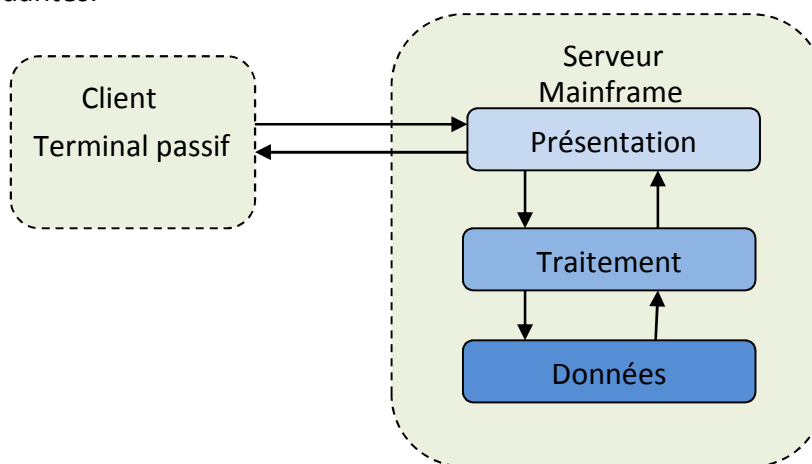 Client
Terminal passif
Serveur
Mainframe
Présentation
Traitement
Données